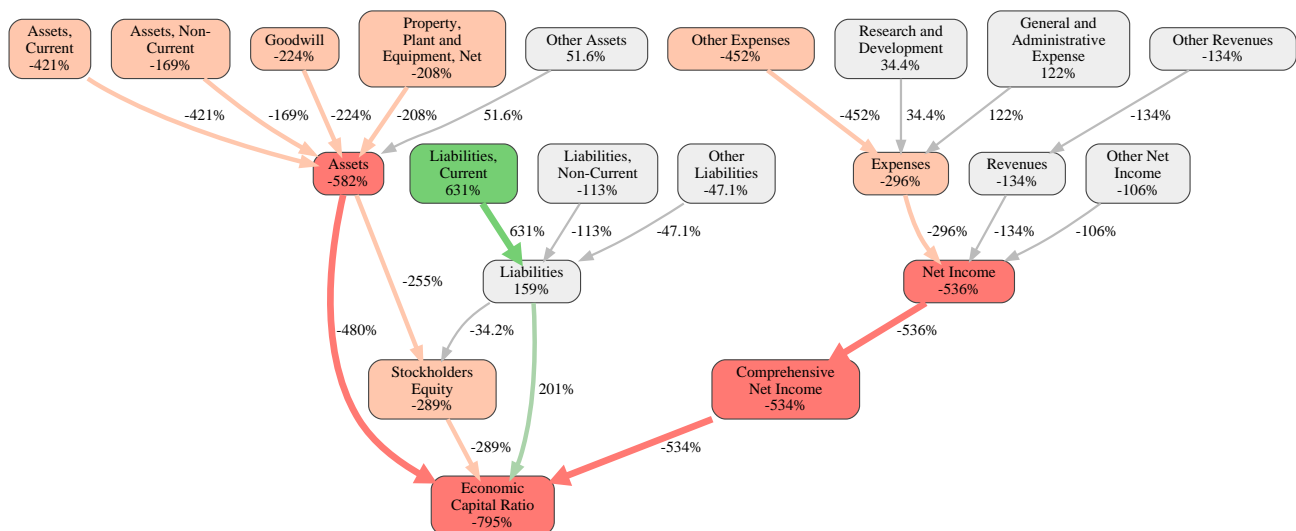 Assets,
Current
-421%
Assets, Non-
Current
-169%
Goodwill
-224%
Property,
Plant and
Equipment, Net
-208%
Other Assets
51.6%
Other Expenses
-452%
Research and
Development
34.4%
General and
Administrative
Expense
122%
Other Revenues
-134%
-421%
-169%
-224%
-208%
51.6%
-452%
34.4%
122%
-134%
Assets
-582%
Liabilities,
Current
631%
Liabilities,
Non-Current
-113%
Other
Liabilities
-47.1%
Expenses
-296%
Revenues
-134%
Other Net
Income
-106%
631%
-113%
-47.1%
-296%
-134%
-106%
-255%
Liabilities
159%
Net Income
-536%
-480%
-34.2%
-536%
Stockholders
Equity
-289%
201%
Comprehensive
Net Income
-534%
-289%
-534%
Economic
Capital Ratio
-795%